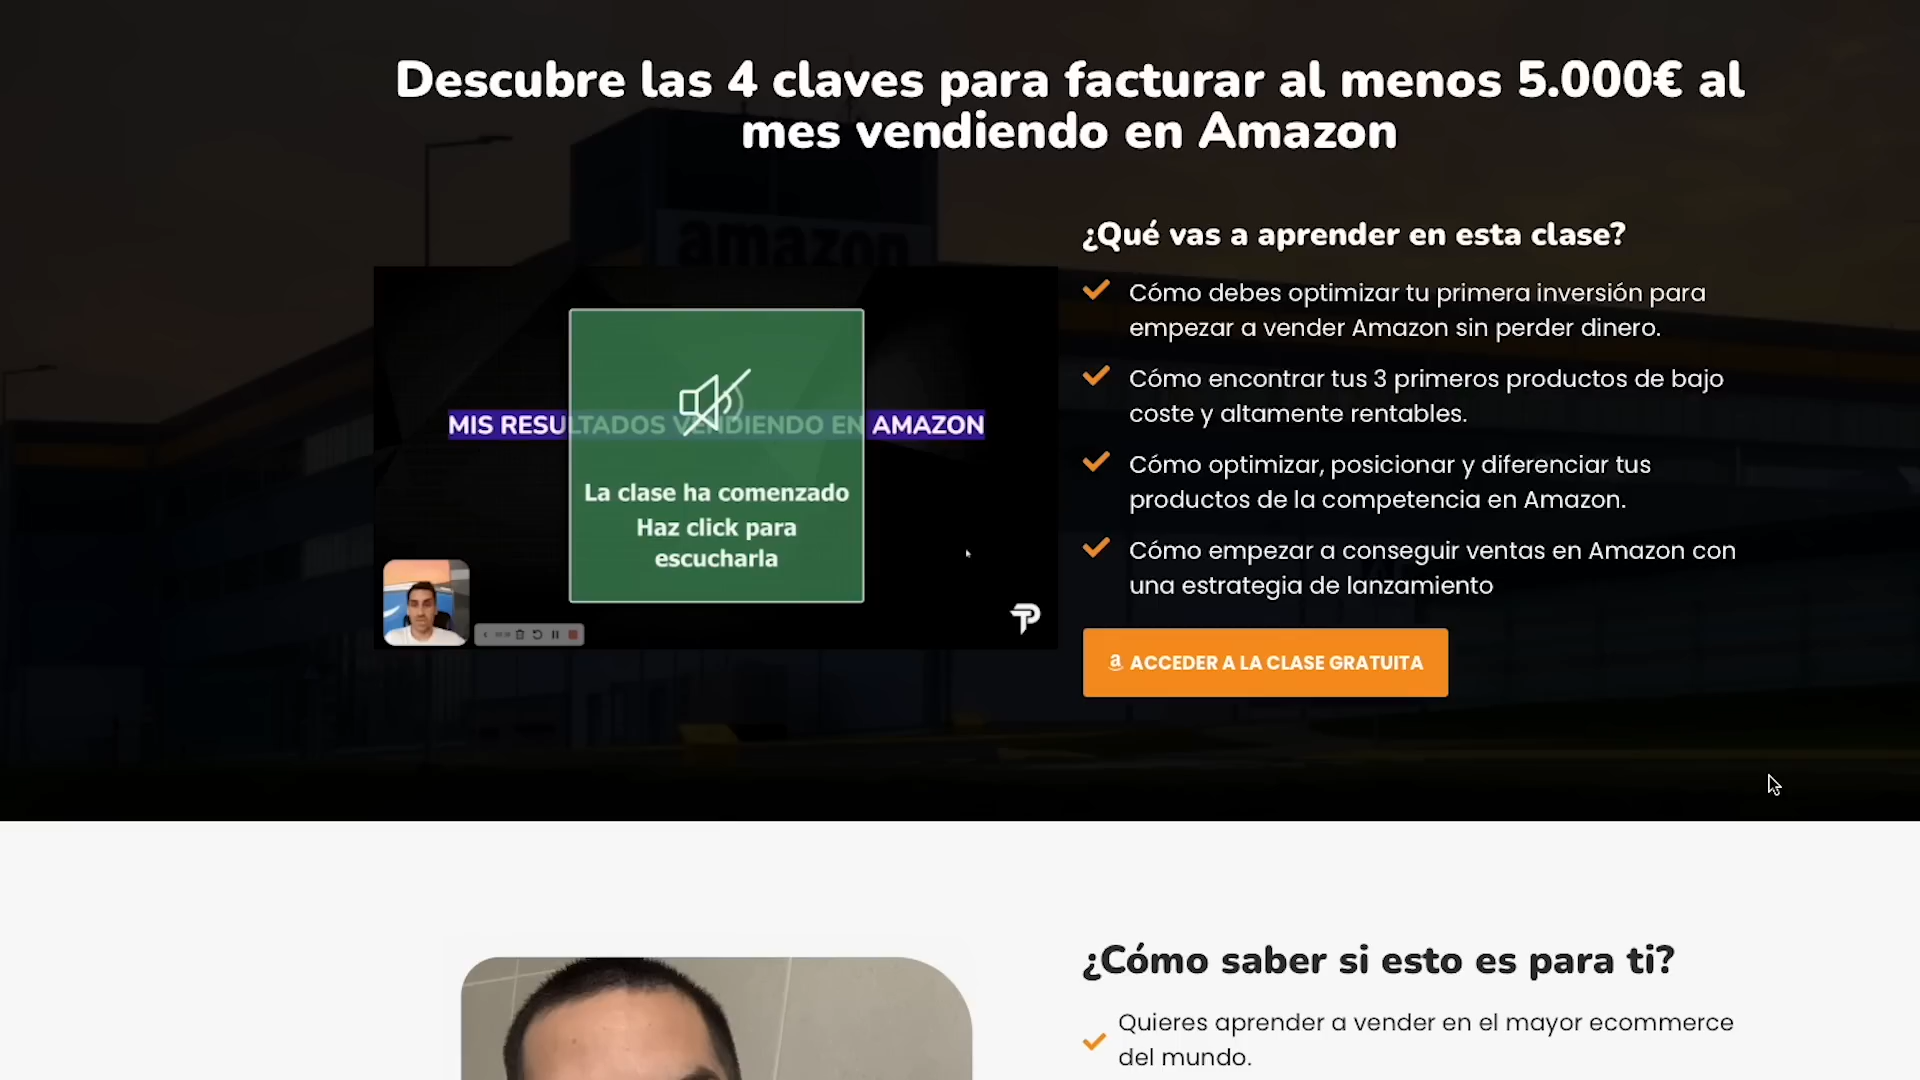 Descubre las 4 claves para facturar al menos 5.000€ al
mes vendiendo en Amazon
amazon
¿Qué vas a aprender en esta clase?
Cómo debes optimizar tu primera inversión para
empezar a vender Amazon sin perder dinero.
Cómo encontrar tus 3 primeros productos de bajo
coste y altamente rentables.
Cómo optimizar, posicionar y diferenciar tus
productos de la competencia en Amazon.
Cómo empezar a conseguir ventas en Amazon con
una estrategia de lanzamiento
ACCEDER A LA CLASE GRATUITA
MIS RESULTADOS VENDIENDO EN AMAZON
La clase ha comenzado
Haz click para
escucharla
¿Cómo saber si esto es para ti?
Quieres aprender a vender en el mayor ecommerce
del mundo.